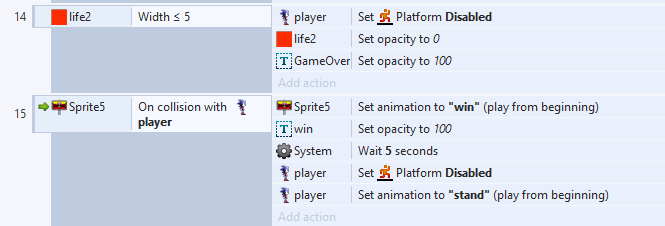 14 life2 Width ≤ 5 player Set Platform Disabled
life2 Set opacity to 0
GameOver Set opacity to 100
Add action
15 Sprite5 On collision with player Sprite5 Set animation to "win" (play from beginning)
win Set opacity to 100
System Wait 5 seconds
player Set Platform Disabled
player Set animation to "stand" (play from beginning)
Add action